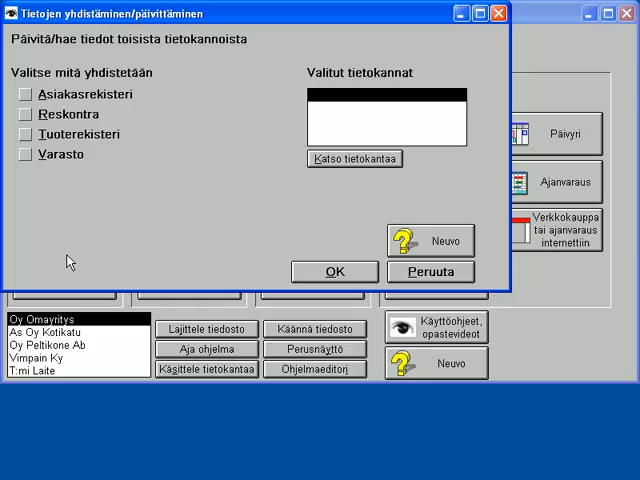 Tietojen yhdistäminen/päivittäminen
Päivitä/hae tiedot toisista tietokannoista
Valitse mitä yhdistetään
Asiakasrekisteri
Reskontra
Tuoterekisteri
Varasto
Valitut tietokannat
Katso tietokantaa
Neuvo
OK
Peruuta
Päivyri
Ajanvaraus
Verkkokauppa
tai ajanvaraus
internettiin
Oy Omayritys
As Oy Kotikatu
Oy Peltikone Ab
Vimpain Ky
T:mi Laite
Lajittele tiedosto
Aja ohjelma
Käsittele tietokantaa
Käännä tiedosto
Perusnäyttö
Ohjelmaeditori
Käyttöohjeet,
opastevideot
Neuvo